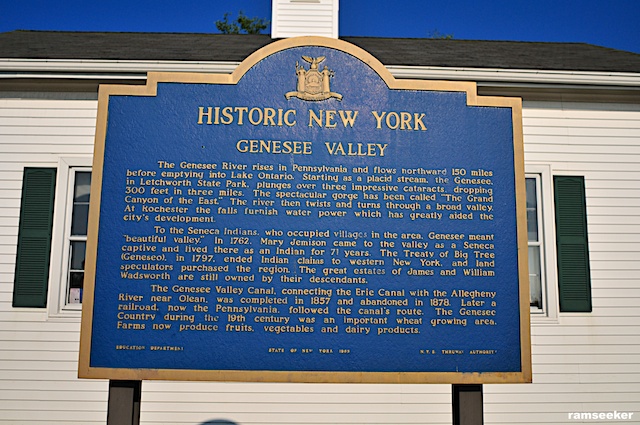 HISTORIC NEW YORK
GENESEE VALLEY
The Genesee River rises in Pennsylvania and flows northward 150 miles
before emptying into Lake Ontario. Starting as a placid stream, the Genesee,
in Letchworth State Park, plunges over three impressive cataracts, dropping
300 feet in three miles. The spectacular gorge has been called "The Grand
Canyon of the East." The river then twists and turns through a broad valley.
At Rochester the falls furnish water power which has greatly aided the
city's development.
To the Seneca Indians, who occupied villages in the area, Genesee meant
"beautiful valley." In 1762, Mary Jemison came to the valley as a Seneca
captive and lived there as an Indian for 71 years. The Treaty of Big Tree
(Geneseo), in 1797, ended Indian claims to western New York, and land
speculators purchased the region. The great estates of James and William
Wadsworth are still owned by their descendants.
The Genesee Valley Canal, connecting the Erie Canal with the Allegheny
River near Olean, was completed in 1857 and abandoned in 1878. Later a
railroad, now the Pennsylvania, followed the canal's route. The Genesee
Country during the 19th century was an important wheat growing area.
Farms now produce fruits, vegetables and dairy products.
EDUCATION DEPARTMENT STATE OF NEW YORK N.Y.S. THRUWAY AUTHORITY
ramseeker